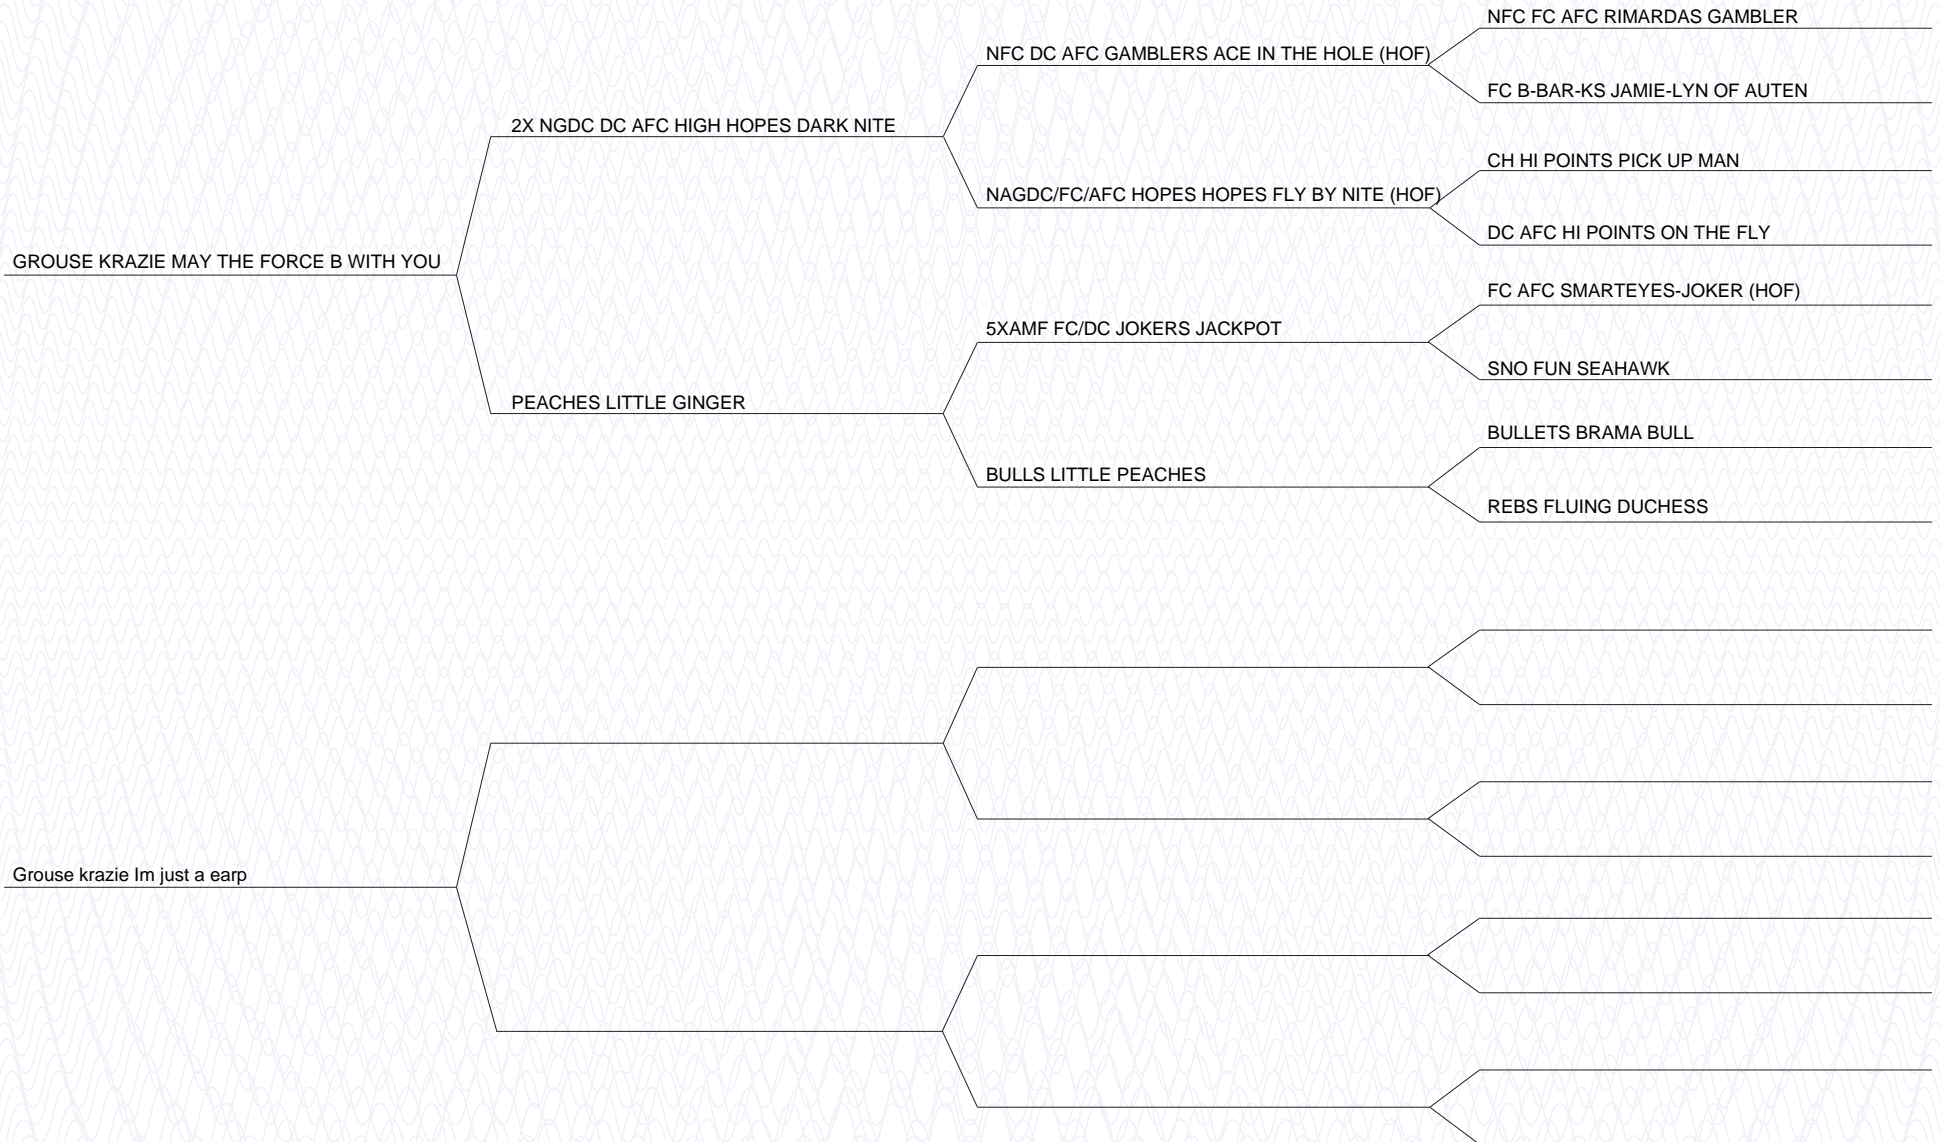 NFC FC AFC RIMARDAS GAMBLER
NFC DC AFC GAMBLERS ACE IN THE HOLE (HOF)
FC B-BAR-KS JAMIE-LYN OF AUTEN
2X NGDC DC AFC HIGH HOPES DARK NITE
CH HI POINTS PICK UP MAN
NAGDC/FC/AFC HOPES HOPES FLY BY NITE (HOF)
DC AFC HI POINTS ON THE FLY
GROUSE KRAZIE MAY THE FORCE B WITH YOU
FC AFC SMARTEYES-JOKER (HOF)
5XAMF FC/DC JOKERS JACKPOT
SNO FUN SEAHAWK
PEACHES LITTLE GINGER
BULLETS BRAMA BULL
BULLS LITTLE PEACHES
REBS FLUING DUCHESS
Grouse krazie Im just a earp